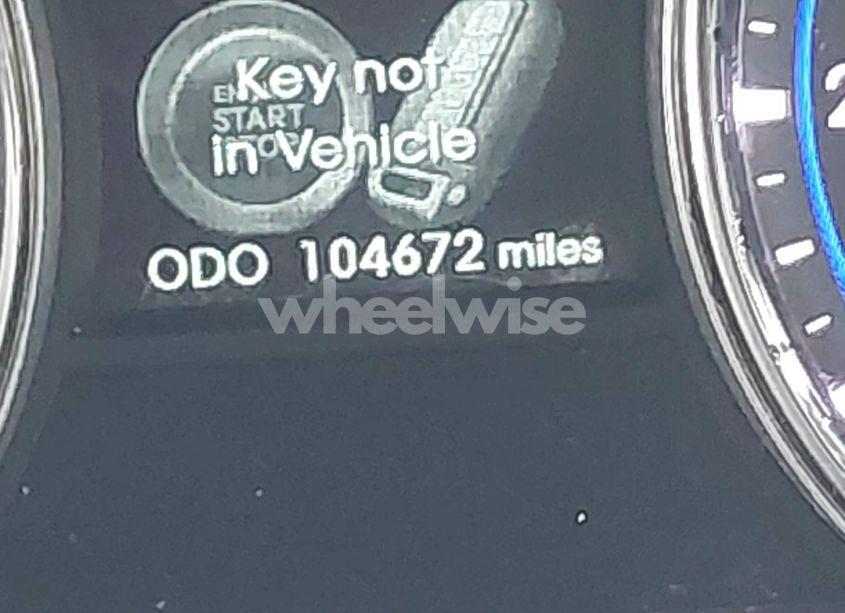 Key not
START
in Vehicle
ODO 104672 miles
wheelwise